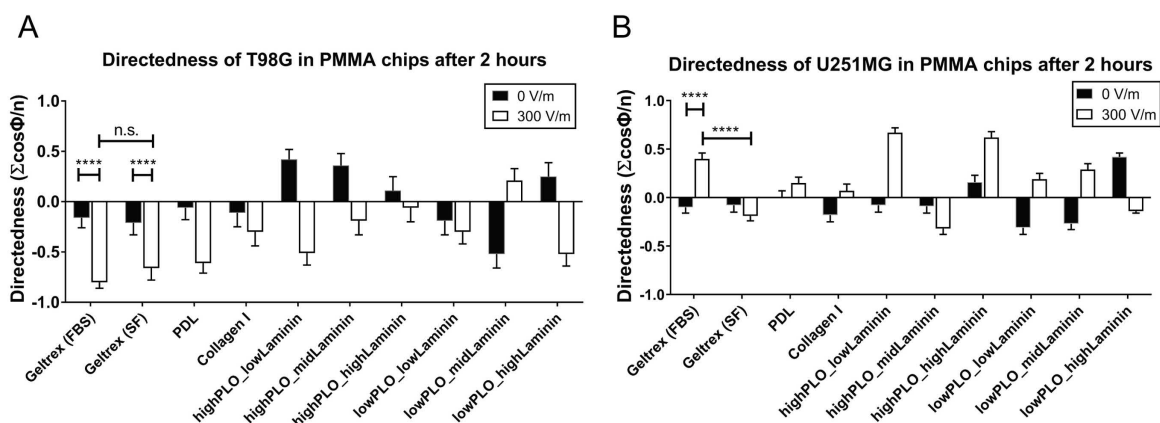 A
Directedness of T98G in PMMA chips after 2 hours
Directedness (ΣcosΦ/n)
1.0
0.5
0.0
-0.5
-1.0
0 V/m
300 V/m
n.s.
**** ****
Geltrex (FBS)
Geltrex (SF)
PDL
Collagen I
highPLO_lowLaminin
highPLO_midLaminin
highPLO_highLaminin
lowPLO_lowLaminin
lowPLO_midLaminin
lowPLO_highLaminin
B
Directedness of U251MG in PMMA chips after 2 hours
Directedness (ΣcosΦ/n)
1.0
0.5
0.0
-0.5
-1.0
0 V/m
300 V/m
****
****
Geltrex (FBS)
Geltrex (SF)
PDL
Collagen I
highPLO_lowLaminin
highPLO_midLaminin
highPLO_highLaminin
lowPLO_lowLaminin
lowPLO_midLaminin
lowPLO_highLaminin